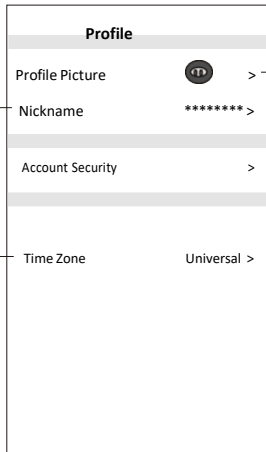 Profile
Profile Picture >
Nickname ******** >
Account Security >
Time Zone Universal >